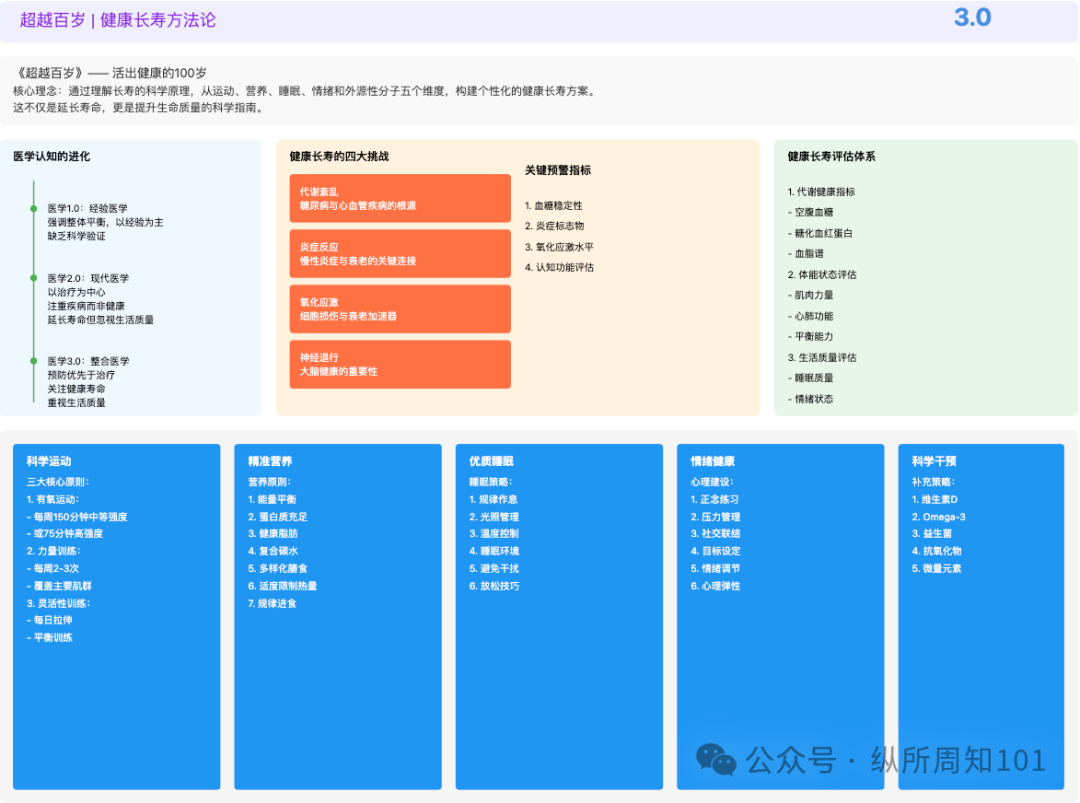 超越百岁 | 健康长寿方法论
3.0
《超越百岁》—— 活出健康的100岁
核心理念：通过理解长寿的科学原理，从运动、营养、睡眠、情绪和外源性分子五个维度，构建个性化的健康长寿方案。
这不仅是延长寿命，更是提升生命质量的科学指南。
医学认知的进化
医学1.0：经验医学
强调整体平衡，以经验为主
缺乏科学验证
医学2.0：现代医学
以治疗为中心
注重疾病而非健康
延长寿命但忽视生活质量
医学3.0：整合医学
预防优先于治疗
关注健康寿命
重视生活质量
健康长寿的四大挑战
代谢紊乱
糖尿病与心血管疾病的根源
炎症反应
慢性炎症与衰老的关键连接
氧化应激
细胞损伤与衰老加速器
神经退行
大脑健康的重要性
关键预警指标
1. 血糖稳定性
2. 炎症标志物
3. 氧化应激水平
4. 认知功能评估
健康长寿评估体系
1. 代谢健康指标
- 空腹血糖
- 糖化血红蛋白
- 血脂谱
2. 体能状态评估
- 肌肉力量
- 心肺功能
- 平衡能力
3. 生活质量评估
- 睡眠质量
- 情绪状态
科学运动
三大核心原则：
1. 有氧运动：
- 每周150分钟中等强度
- 或75分钟高强度
2. 力量训练：
- 每周2-3次
- 覆盖主要肌群
3. 灵活性训练：
- 每日拉伸
- 平衡训练
精准营养
营养原则：
1. 能量平衡
2. 蛋白质充足
3. 健康脂肪
4. 复合碳水
5. 多样化膳食
6. 适度限制热量
7. 规律进食
优质睡眠
睡眠策略：
1. 规律作息
2. 光照管理
3. 温度控制
4. 睡眠环境
5. 避免干扰
6. 放松技巧
情绪健康
心理建设：
1. 正念练习
2. 压力管理
3. 社交联结
4. 目标设定
5. 情绪调节
6. 心理弹性
科学干预
补充策略：
1. 维生素D
2. Omega-3
3. 益生菌
4. 抗氧化物
5. 微量元素
公众号 · 纵所周知101